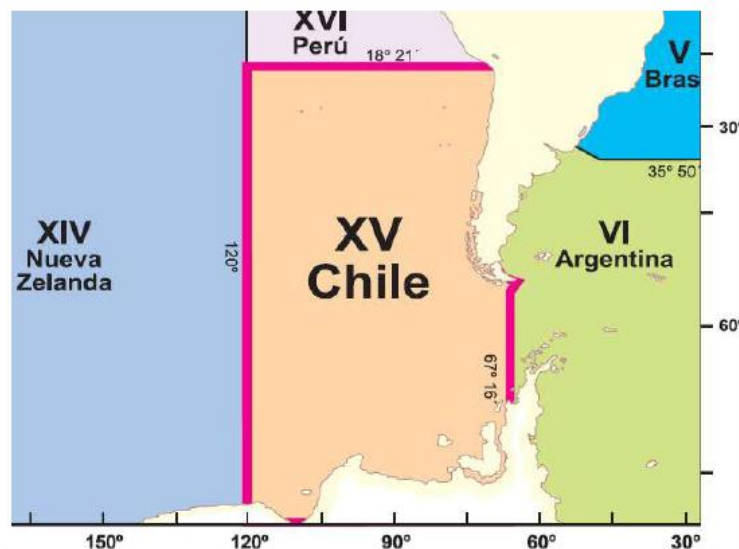 XVI
Perú
18° 21´
V
Bras
30°
35° 50´
XIV
Nueva
Zelanda
120°
XV
Chile
VI
Argentina
60°
67° 16´
150°
120°
90°
60°
30°